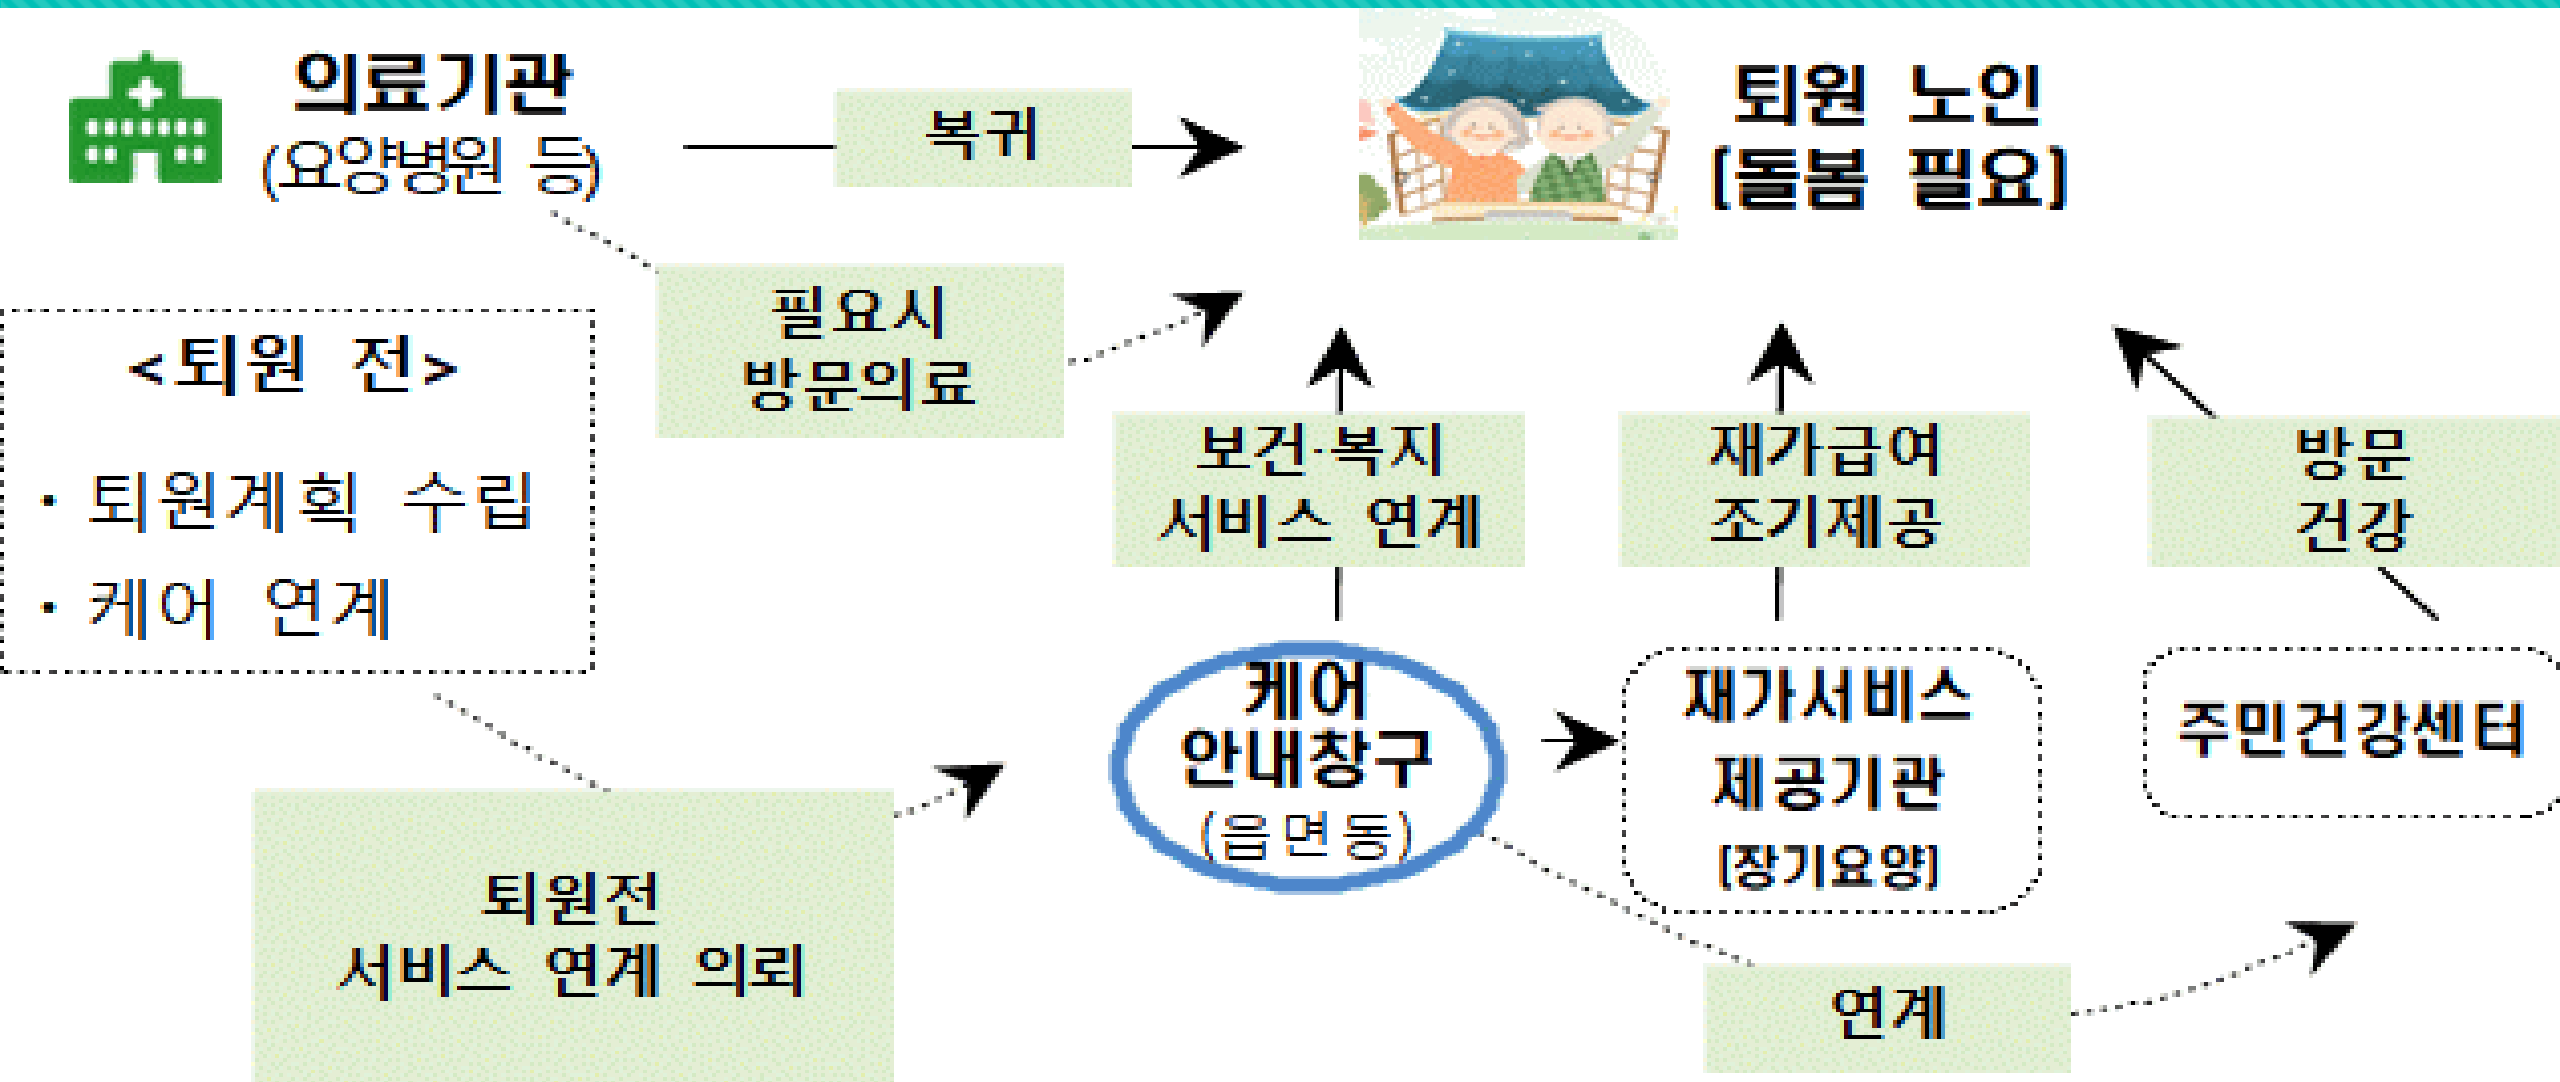 의료기관
(요양병원 등)
복귀
퇴원 노인
[돌봄 필요]
필요시
방문의료
<퇴원 전>
· 퇴원계획 수립
· 케어 연계
보건·복지
서비스 연계
재가급여
조기제공
방문
건강
케어
안내창구
(읍면동)
재가서비스
제공기관
[장기요양]
주민건강센터
퇴원전
서비스 연계 의뢰
연계